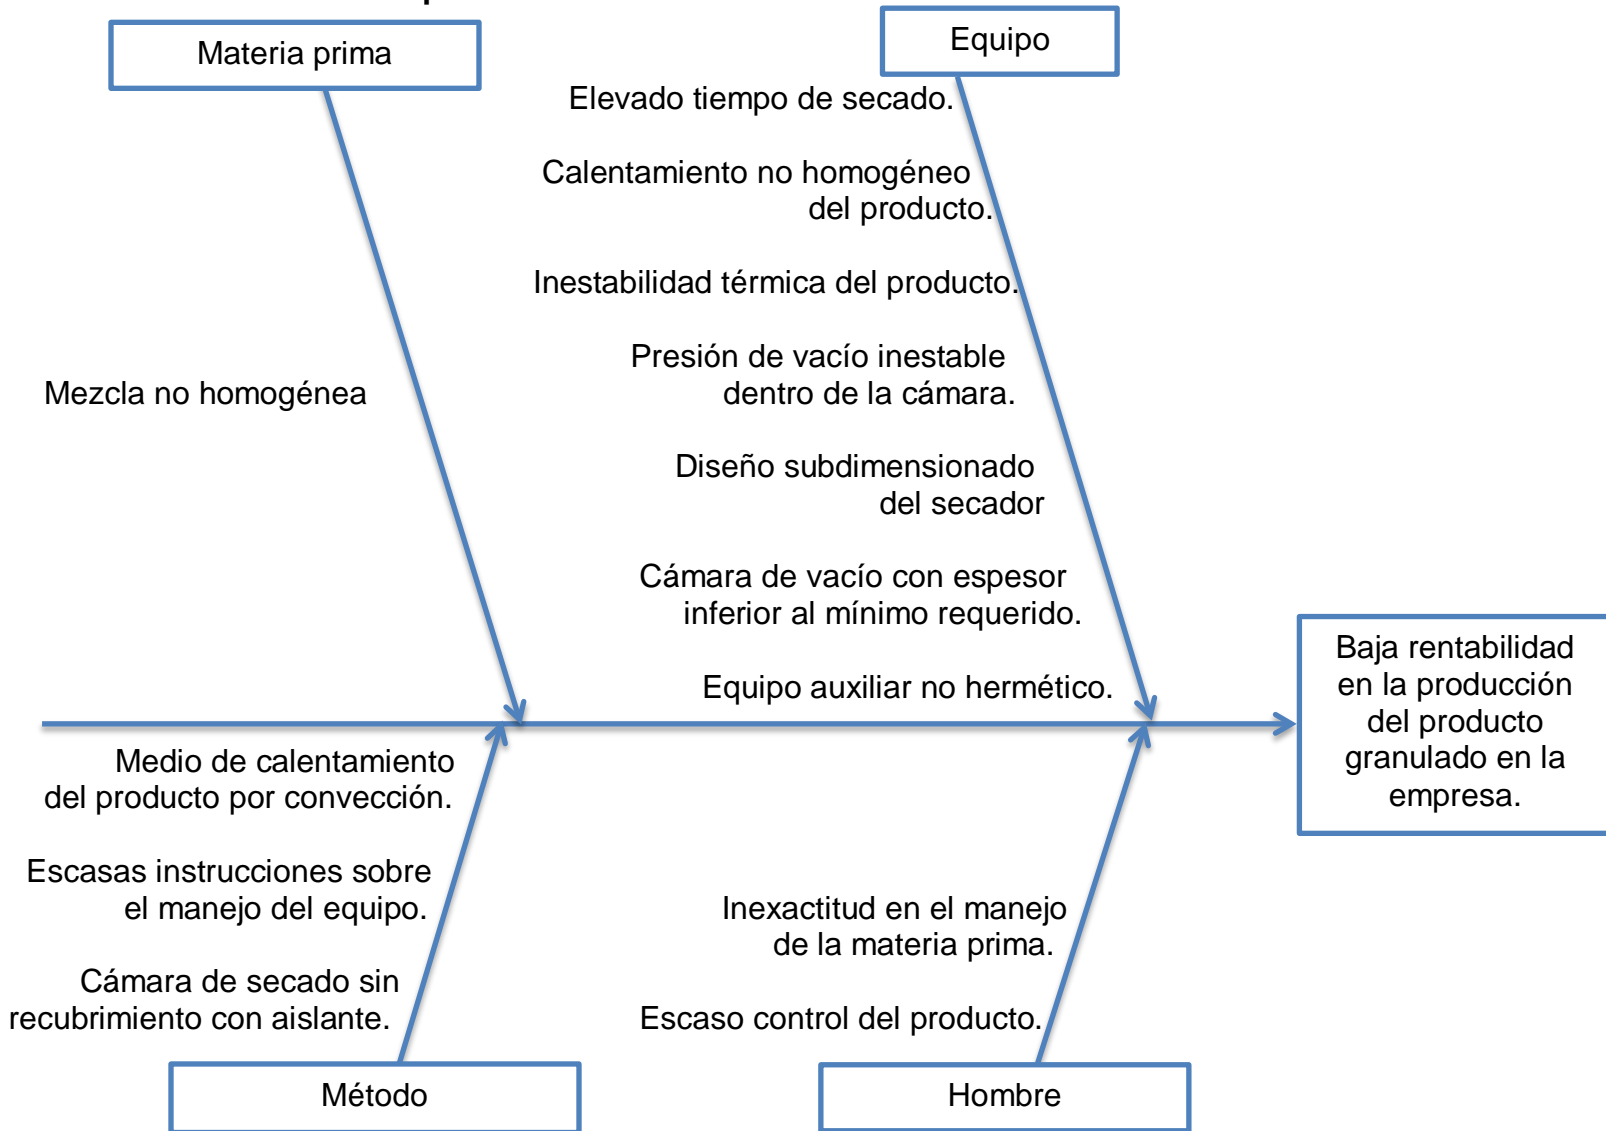 Materia prima
Equipo
Elevado tiempo de secado.
Calentamiento no homogéneo
del producto.
Inestabilidad térmica del producto.
Presión de vacío inestable
dentro de la cámara.
Mezcla no homogénea
Diseño subdimensionado
del secador
Cámara de vacío con espesor
inferior al mínimo requerido.
Equipo auxiliar no hermético.
Baja rentabilidad
en la producción
del producto
granulado en la
empresa.
Medio de calentamiento
del producto por convección.
Escasas instrucciones sobre
el manejo del equipo.
Cámara de secado sin
recubrimiento con aislante.
Inexactitud en el manejo
de la materia prima.
Escaso control del producto.
Método
Hombre